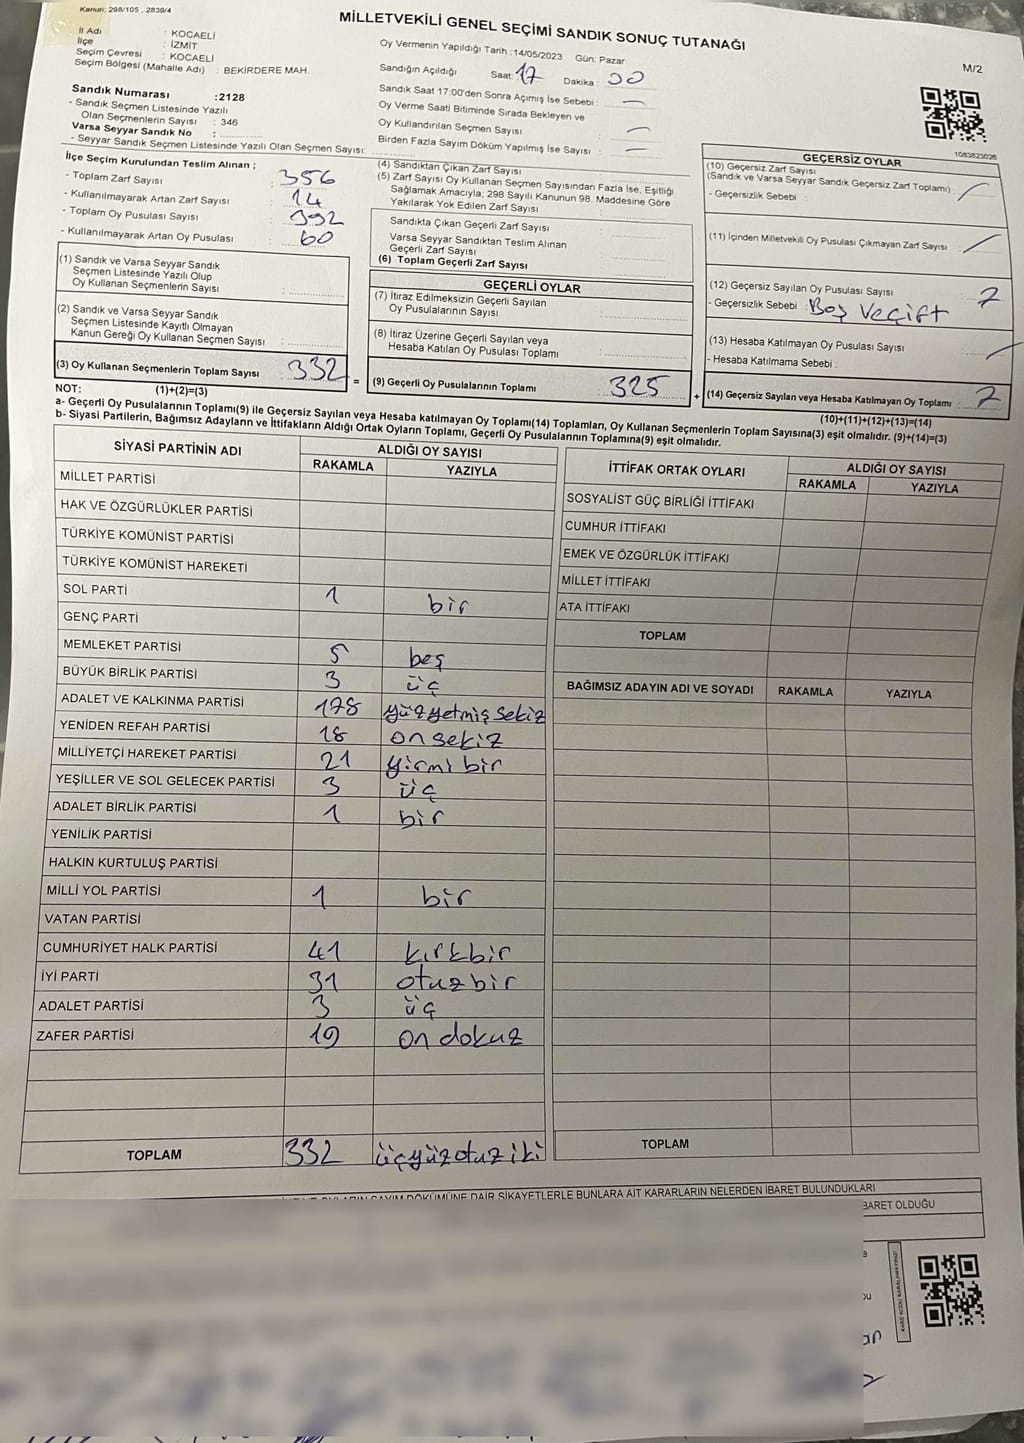 Kanun: 298/105 , 2839/4
MİLLETVEKİLİ GENEL SEÇİMİ SANDIK SONUÇ TUTANAĞI
M/2
İl Adı : KOCAELİ
İlçe : İZMİT
Seçim Çevresi : KOCAELİ
Seçim Bölgesi (Mahalle Adı) : BEKİRDERE MAH.
Sandık Numarası :2128
- Sandık Seçmen Listesinde Yazılı
Olan Seçmenlerin Sayısı : 346
Varsa Seyyar Sandık No :
- Seyyar Sandık Seçmen Listesinde Yazılı Olan Seçmen Sayısı:
Oy Vermenin Yapıldığı Tarih :14/05/2023 Gün: Pazar
Sandığın Açıldığı Saat: 17 Dakika : 00
Sandık Saat 17:00'den Sonra Açımış İse Sebebi : —
Oy Verme Saati Bitiminde Sırada Bekleyen ve
Oy Kullandırılan Seçmen Sayısı : —
Birden Fazla Sayım Döküm Yapılmış İse Sayısı : —
1083823026
İlçe Seçim Kurulundan Teslim Alınan ;
- Toplam Zarf Sayısı : 356
- Kullanılmayarak Artan Zarf Sayısı : 14
- Toplam Oy Pusulası Sayısı : 392
- Kullanılmayarak Artan Oy Pusulası : 60
(1) Sandık ve Varsa Seyyar Sandık
Seçmen Listesinde Yazılı Olup
Oy Kullanan Seçmenlerin Sayısı :
(2) Sandık ve Varsa Seyyar Sandık
Seçmen Listesinde Kayıtlı Olmayan
Kanun Gereği Oy Kullanan Seçmen Sayısı :
(3) Oy Kullanan Seçmenlerin Toplam Sayısı : 332 =
(4) Sandıktan Çıkan Zarf Sayısı :
(5) Zarf Sayısı Oy Kullanan Seçmen Sayısından Fazla İse, Eşitliği
Sağlamak Amacıyla, 298 Sayılı Kanunun 98. Maddesine Göre
Yakılarak Yok Edilen Zarf Sayısı :
Sandıkta Çıkan Geçerli Zarf Sayısı :
Varsa Seyyar Sandıktan Teslim Alınan
Geçerli Zarf Sayısı :
(6) Toplam Geçerli Zarf Sayısı :
GEÇERLİ OYLAR
(7) İtiraz Edilmeksizin Geçerli Sayılan
Oy Pusulalarının Sayısı :
(8) İtiraz Üzerine Geçerli Sayılan veya
Hesaba Katılan Oy Pusulası Toplamı :
(9) Geçerli Oy Pusulalarının Toplamı : 325 +
GEÇERSİZ OYLAR
(10) Geçersiz Zarf Sayısı
(Sandık ve Varsa Seyyar Sandık Geçersiz Zarf Toplamı) :
- Geçersizlik Sebebi :
(11) İçinden Milletvekili Oy Pusulası Çıkmayan Zarf Sayısı :
(12) Geçersiz Sayılan Oy Pusulası Sayısı : 7
- Geçersizlik Sebebi : Boş Ve Çift
(13) Hesaba Katılmayan Oy Pusulası Sayısı :
- Hesaba Katılmama Sebebi :
(14) Geçersiz Sayılan veya Hesaba Katılmayan Oy Toplamı : 7
NOT: (1)+(2)=(3)
(10)+(11)+(12)+(13)=(14)
a- Geçerli Oy Pusulalarının Toplamı(9) ile Geçersiz Sayılan veya Hesaba katılmayan Oy Toplamı(14) Toplamları, Oy Kullanan Seçmenlerin Toplam Sayısına(3) eşit olmalıdır. (9)+(14)=(3)
b- Siyasi Partilerin, Bağımsız Adayların ve İttifakların Aldığı Ortak Oyların Toplamı, Geçerli Oy Pusulalarının Toplamına(9) eşit olmalıdır.
SİYASİ PARTİNİN ADI
ALDIĞI OY SAYISI
RAKAMLA YAZIYLA
MİLLET PARTİSİ
HAK VE ÖZGÜRLÜKLER PARTİSİ
TÜRKİYE KOMÜNİST PARTİSİ
TÜRKİYE KOMÜNİST HAREKETİ
SOL PARTİ 1 bir
GENÇ PARTİ
MEMLEKET PARTİSİ 5 beş
BÜYÜK BİRLİK PARTİSİ 3 üç
ADALET VE KALKINMA PARTİSİ 178 yüzyetmiş sekiz
YENİDEN REFAH PARTİSİ 18 on sekiz
MİLLİYETÇİ HAREKET PARTİSİ 21 yirmi bir
YEŞİLLER VE SOL GELECEK PARTİSİ 3 üç
ADALET BİRLİK PARTİSİ 1 bir
YENİLİK PARTİSİ
HALKIN KURTULUŞ PARTİSİ
MİLLİ YOL PARTİSİ 1 bir
VATAN PARTİSİ
CUMHURİYET HALK PARTİSİ 41 kırkbir
İYİ PARTİ 31 otuzbir
ADALET PARTİSİ 3 üç
ZAFER PARTİSİ 19 on dokuz
TOPLAM 332 üçyüzotuz iki
İTTİFAK ORTAK OYLARI
ALDIĞI OY SAYISI
RAKAMLA YAZIYLA
SOSYALİST GÜÇ BİRLİĞİ İTTİFAKI
CUMHUR İTTİFAKI
EMEK VE ÖZGÜRLÜK İTTİFAKI
MİLLET İTTİFAKI
ATA İTTİFAKI
TOPLAM
BAĞIMSIZ ADAYIN ADI VE SOYADI RAKAMLA YAZIYLA
TOPLAM
OYLARIN SAYIM DÖKÜMÜNE DAİR ŞİKAYETLERLE BUNLARA AİT KARARLARIN NELERDEN İBARET BULUNDUKLARI
BARET OLDUĞU